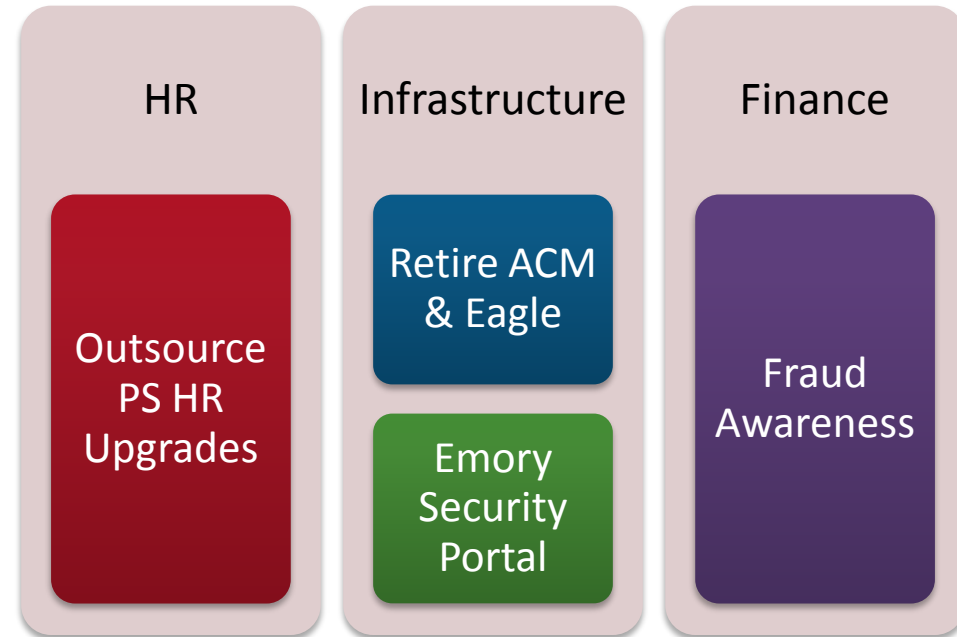 HR
Outsource
PS HR
Upgrades
Infrastructure
Retire ACM
& Eagle
Emory
Security
Portal
Finance
Fraud
Awareness